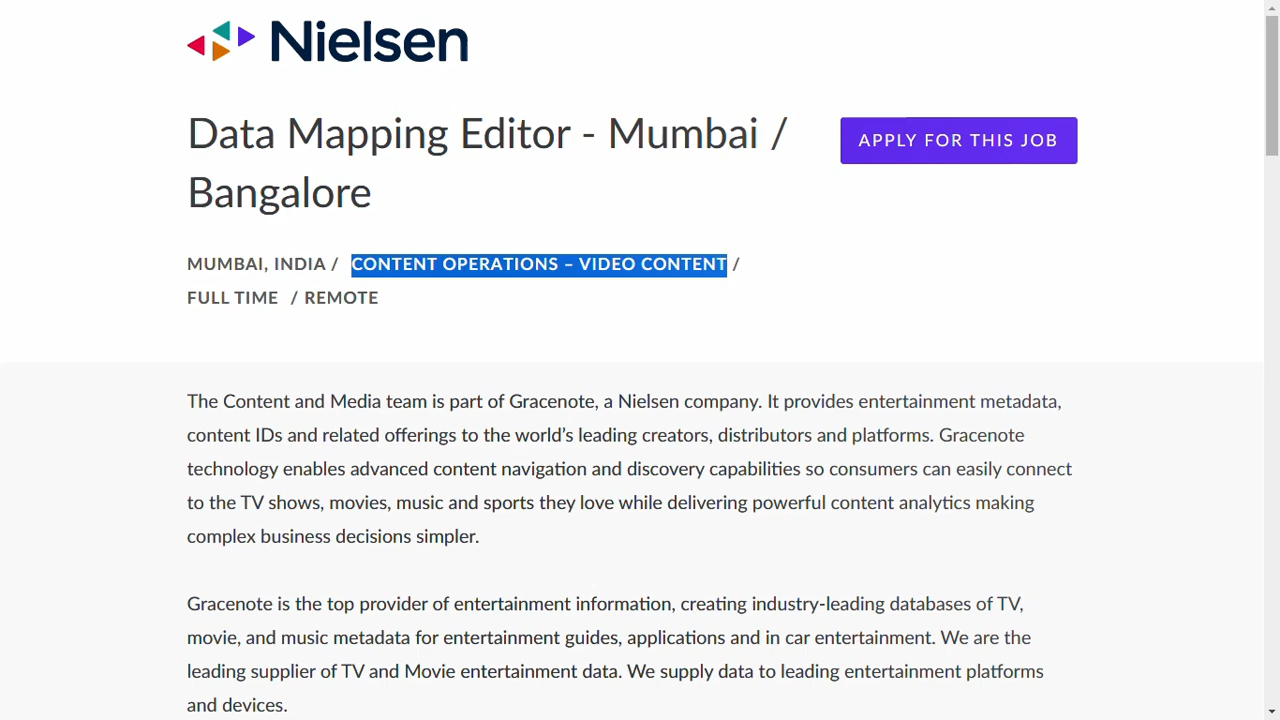 Nielsen
Data Mapping Editor - Mumbai /
Bangalore
APPLY FOR THIS JOB
MUMBAI, INDIA / CONTENT OPERATIONS – VIDEO CONTENT /
FULL TIME / REMOTE
The Content and Media team is part of Gracenote, a Nielsen company. It provides entertainment metadata,
content IDs and related offerings to the world’s leading creators, distributors and platforms. Gracenote
technology enables advanced content navigation and discovery capabilities so consumers can easily connect
to the TV shows, movies, music and sports they love while delivering powerful content analytics making
complex business decisions simpler.
Gracenote is the top provider of entertainment information, creating industry-leading databases of TV,
movie, and music metadata for entertainment guides, applications and in car entertainment. We are the
leading supplier of TV and Movie entertainment data. We supply data to leading entertainment platforms
and devices.